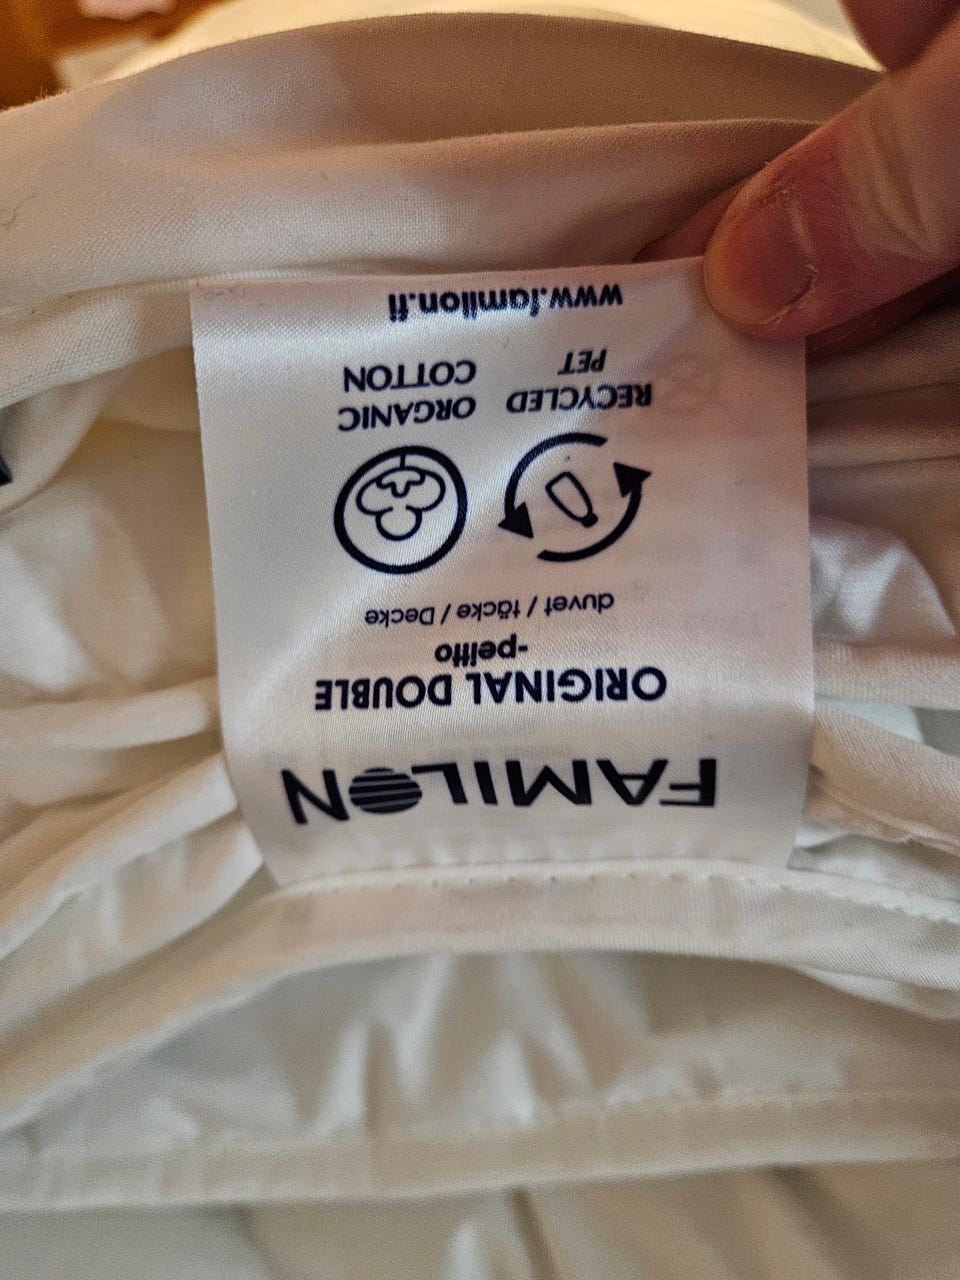 FAMILON
ORIGINAL DOUBLE
-peitto
duvet / täcke / Decke
RECYCLED
PET
ORGANIC
COTTON
www.familon.fi